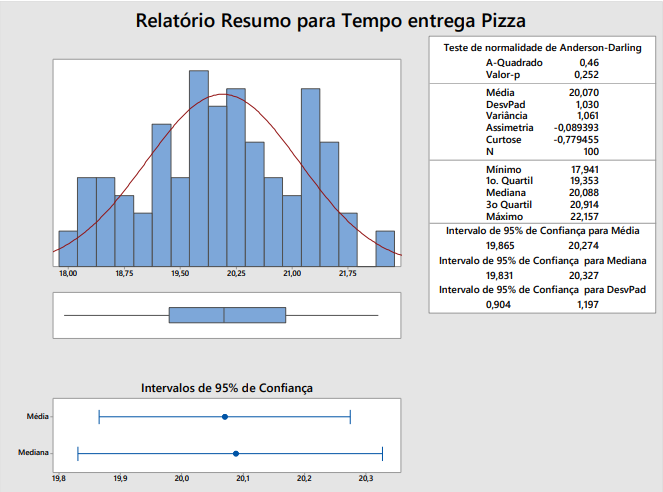 Relatório Resumo para Tempo entrega Pizza
Teste de normalidade de Anderson-Darling
A-Quadrado 0,46
Valor-p 0,252
Média 20,070
DesvPad 1,030
Variância 1,061
Assimetria -0,089393
Curtose -0,779455
N 100
Mínimo 17,941
1o. Quartil 19,353
Mediana 20,088
3o Quartil 20,914
Máximo 22,157
Intervalo de 95% de Confiança para Média
19,865 20,274
Intervalo de 95% de Confiança para Mediana
19,831 20,327
Intervalo de 95% de Confiança para DesvPad
0,904 1,197
18,00 18,75 19,50 20,25 21,00 21,75
Intervalos de 95% de Confiança
Média
Mediana
19,8 19,9 20,0 20,1 20,2 20,3